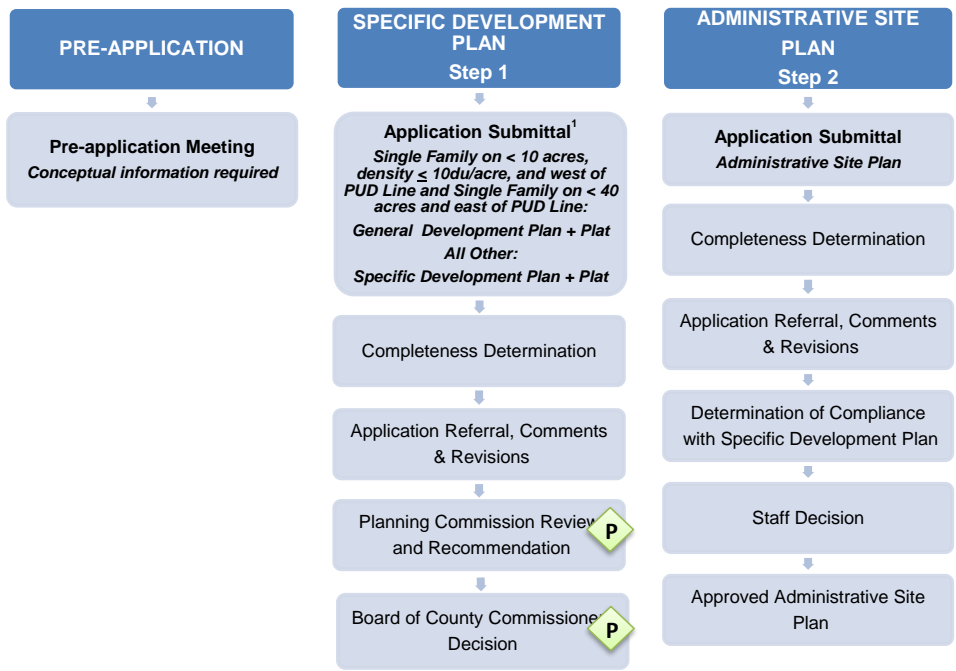 PRE-APPLICATION
Pre-application Meeting
Conceptual information required
SPECIFIC DEVELOPMENT
PLAN
Step 1
Application Submittal1
Single Family on < 10 acres,
density ≤ 10du/acre, and west of
PUD Line and Single Family on < 40
acres and east of PUD Line:
General Development Plan + Plat
All Other:
Specific Development Plan + Plat
Completeness Determination
Application Referral, Comments
& Revisions
Planning Commission Review
and Recommendation
P
Board of County Commissioner
Decision
P
ADMINISTRATIVE SITE
PLAN
Step 2
Application Submittal
Administrative Site Plan
Completeness Determination
Application Referral, Comments
& Revisions
Determination of Compliance
with Specific Development Plan
Staff Decision
Approved Administrative Site
Plan